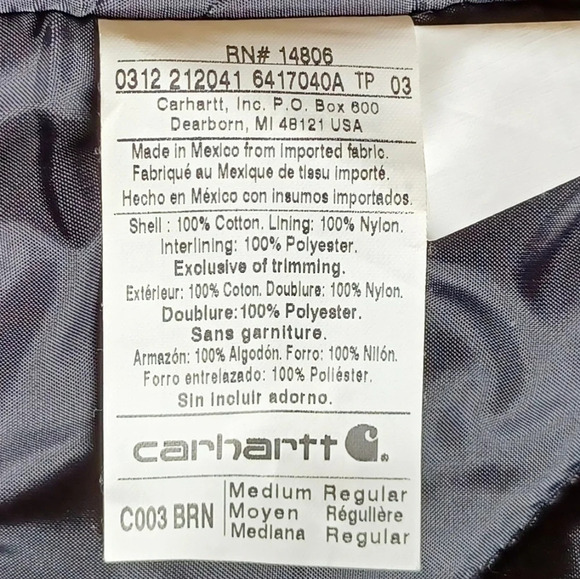 RN# 14806
0312 212041 6417040A TP 03
Carhartt, Inc. P.O. Box 600
Dearborn, MI 48121 USA
Made in Mexico from imported fabric.
Fabriqué au Mexique de tissu importé.
Hecho en México con insumos importados.
Shell : 100% Cotton. Lining: 100% Nylon.
Interlining: 100% Polyester.
Exclusive of trimming.
Extérieur: 100% Coton. Doublure: 100% Nylon.
Doublure:100% Polyester.
Sans garniture.
Armazón: 100% Algodón. Forro: 100% Nilón.
Forro entrelazado: 100% Poliéster.
Sin incluir adorno.
carhartt ®
C003 BRN
Medium Regular
Moyen Régulière
Mediana Regular